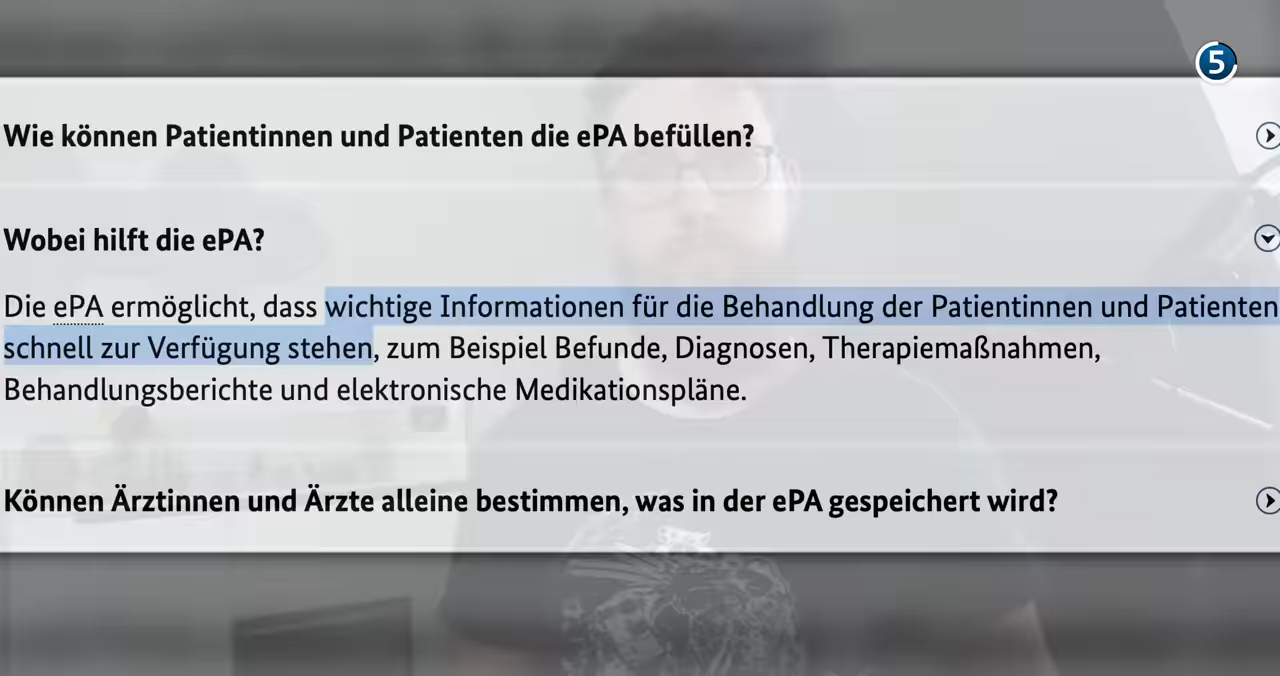 5
Wie können Patientinnen und Patienten die ePA befüllen?
Wobei hilft die ePA?
Die ePA ermöglicht, dass wichtige Informationen für die Behandlung der Patientinnen und Patienten
schnell zur Verfügung stehen, zum Beispiel Befunde, Diagnosen, Therapiemaßnahmen,
Behandlungsberichte und elektronische Medikationspläne.
Können Ärztinnen und Ärzte alleine bestimmen, was in der ePA gespeichert wird?